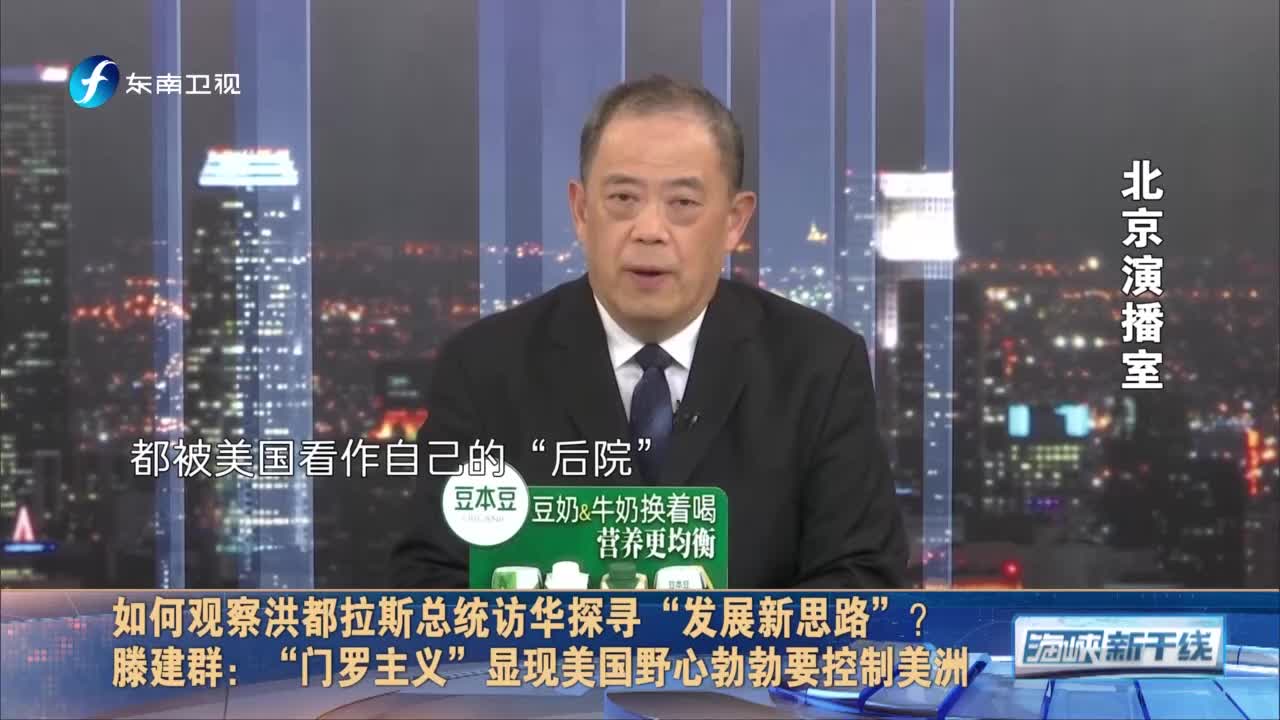 东南卫视
北京演播室
都被美国看作自己的“后院”
豆本豆
豆奶&牛奶换着喝
营养更均衡
豆本豆
如何观察洪都拉斯总统访华探寻“发展新思路”？
滕建群：“门罗主义”显现美国野心勃勃要控制美洲
海峡新干线